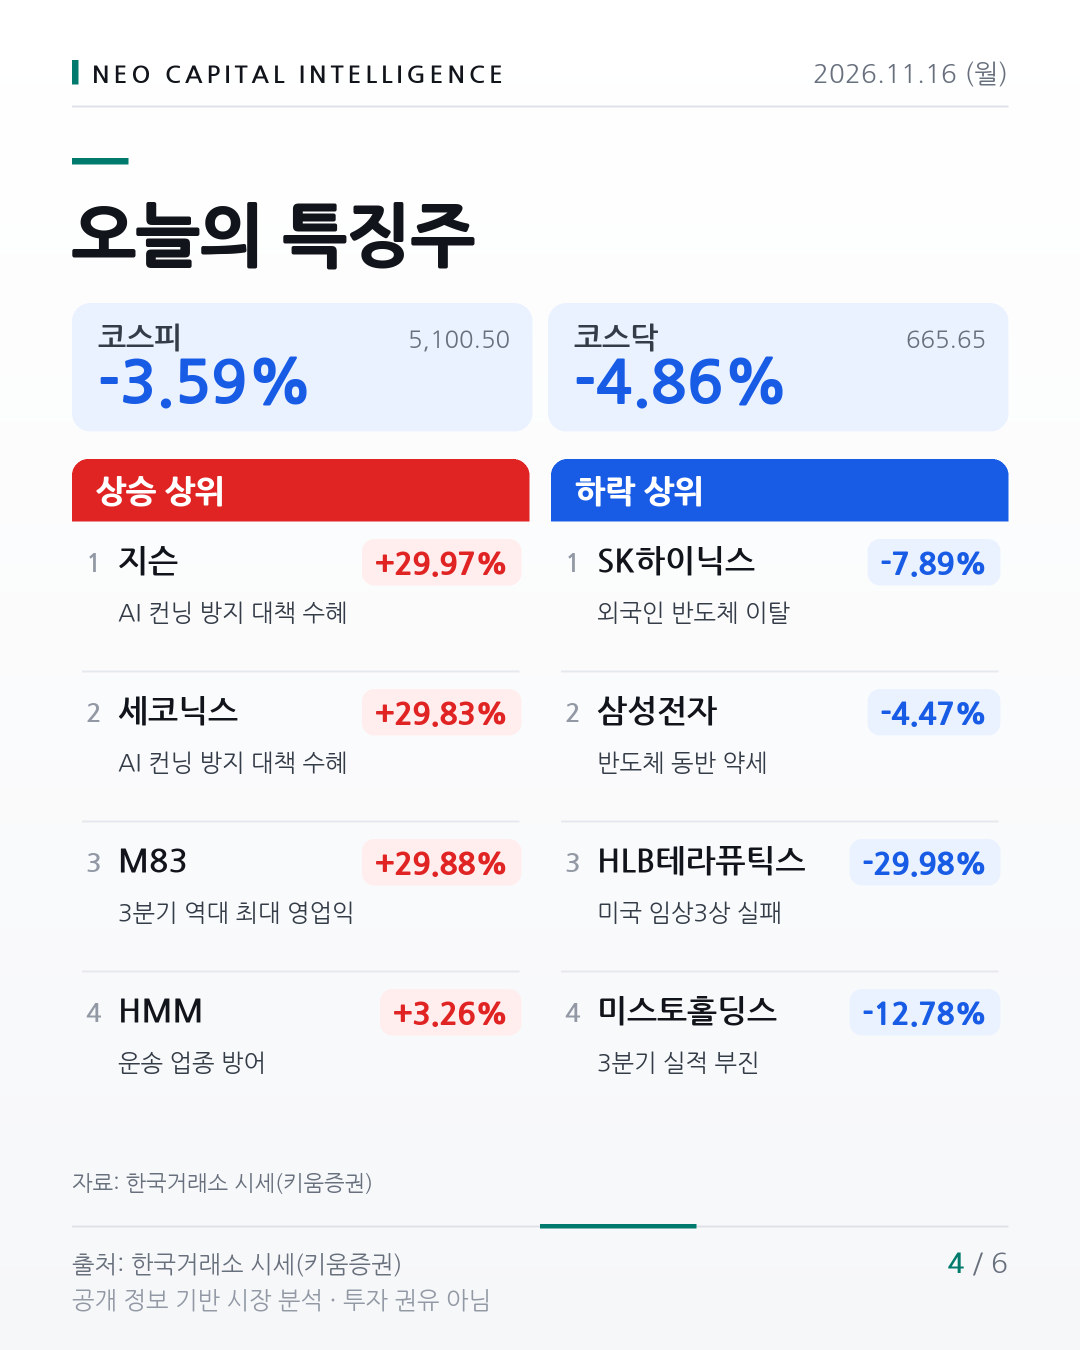 NEO CAPITAL INTELLIGENCE
2026.11.16 (월)
오늘의 특징주
코스피 5,100.50
-3.59%
코스닥 665.65
-4.86%
상승 상위
1 지슨 +29.97%
AI 컨닝 방지 대책 수혜
2 세코닉스 +29.83%
AI 컨닝 방지 대책 수혜
3 M83 +29.88%
3분기 역대 최대 영업익
4 HMM +3.26%
운송 업종 방어
하락 상위
1 SK하이닉스 -7.89%
외국인 반도체 이탈
2 삼성전자 -4.47%
반도체 동반 약세
3 HLB테라퓨틱스 -29.98%
미국 임상3상 실패
4 미스토홀딩스 -12.78%
3분기 실적 부진
자료: 한국거래소 시세(키움증권)
출처: 한국거래소 시세(키움증권)
4 / 6
공개 정보 기반 시장 분석 · 투자 권유 아님